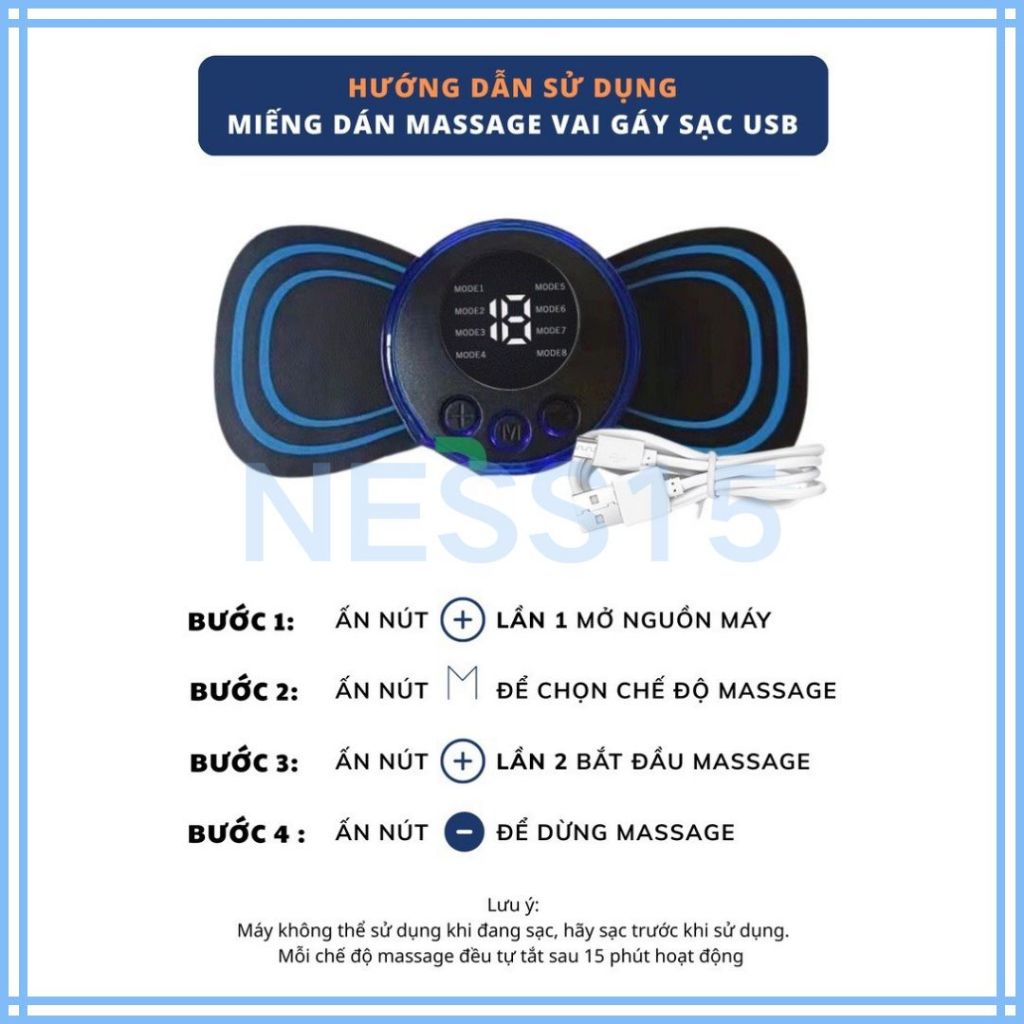 HƯỚNG DẪN SỬ DỤNG
MIẾNG DÁN MASSAGE VAI GÁY SẠC USB
MODE1 MODE5
MODE2 18 MODE6
MODE3 MODE7
MODE4 MODE8
+ M
NESS15
BƯỚC 1: ẤN NÚT + LẦN 1 MỞ NGUỒN MÁY
BƯỚC 2: ẤN NÚT M ĐỂ CHỌN CHẾ ĐỘ MASSAGE
BƯỚC 3: ẤN NÚT + LẦN 2 BẮT ĐẦU MASSAGE
BƯỚC 4 : ẤN NÚT - ĐỂ DỪNG MASSAGE
Lưu ý:
Máy không thể sử dụng khi đang sạc, hãy sạc trước khi sử dụng.
Mỗi chế độ massage đều tự tắt sau 15 phút hoạt động